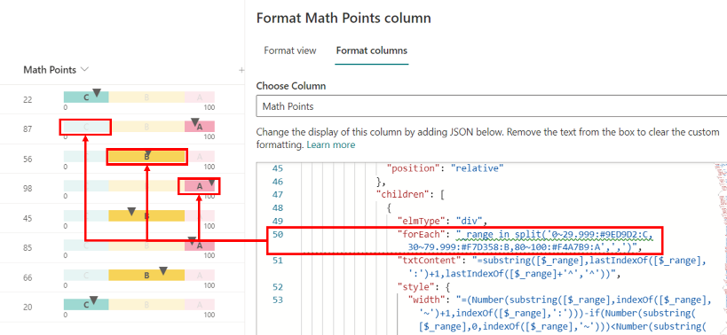 Format Math Points column
Format view
Format columns
Choose Column
Math Points
Change the display of this column by adding JSON below. Remove the text from the box to clear the custom
formatting. Learn more
45 "position": "relative"
46 },
47 "children": [
48 {
49 "elmType": "div",
50 "forEach": "_range in split('0~29.999:#9ED9D2:C,
30~79.999:#F7D358:B,80~100:#F4A7B9:A',',')",
51 "txtContent": "=substring([$_range],lastIndexOf([$_range],
':')+1,lastIndexOf([$_range]+'^','^'))",
52 "style": {
53 "width": "=(Number(substring([$_range],indexOf([$_range],
'~')+1,indexOf([$_range],':')))-if(Number(substring(
[$_range],0,indexOf([$_range],'~')))<Number(substring(
Math Points
+
22 C B A
0 100
87 C B A
0 100
56 C B A
0 100
98 C B A
0 100
45 C B A
0 100
85 C B A
0 100
66 C B A
0 100
20 C B A
0 100